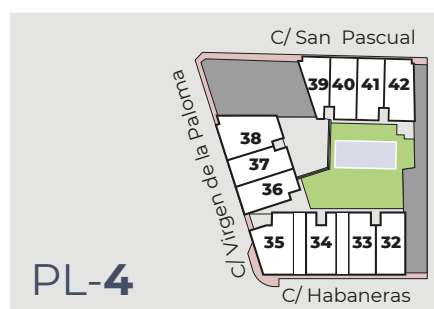 C/ San Pascual
39 40 41 42
C/ Virgen de la Paloma
38
37
36
35 34 33 32
PL-4
C/ Habaneras